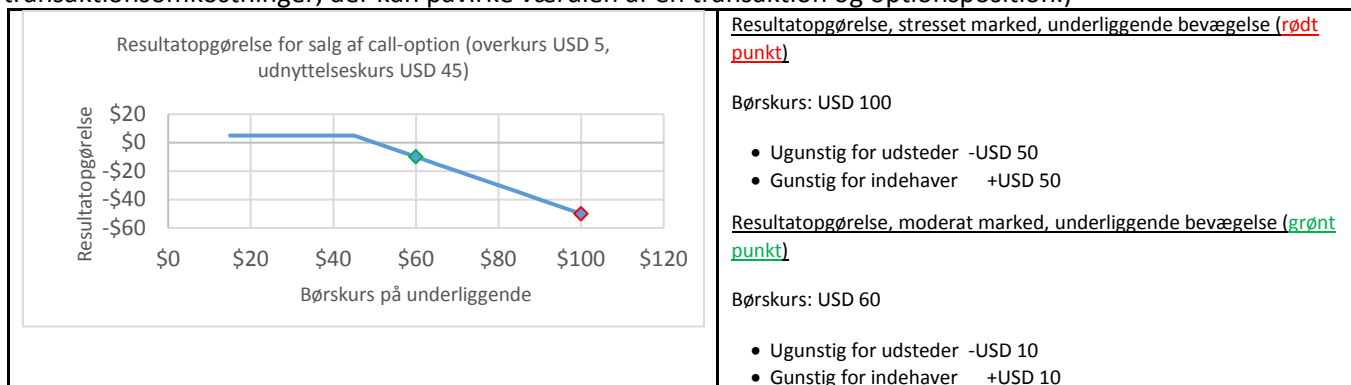 transaktionsomkostninger, der kan påvirke værdien af en transaktion og optionsposition.)
Resultatopgørelse for salg af call-option (overkurs USD 5,
udnyttelseskurs USD 45)
Resultatopgørelse
$20
$0
-$20
-$40
-$60
$0 $20 $40 $60 $80 $100 $120
Børskurs på underliggende
Resultatopgørelse, stresset marked, underliggende bevægelse (rødt
punkt)
Børskurs: USD 100
• Ugunstig for udsteder -USD 50
• Gunstig for indehaver +USD 50
Resultatopgørelse, moderat marked, underliggende bevægelse (grønt
punkt)
Børskurs: USD 60
• Ugunstig for udsteder -USD 10
• Gunstig for indehaver +USD 10